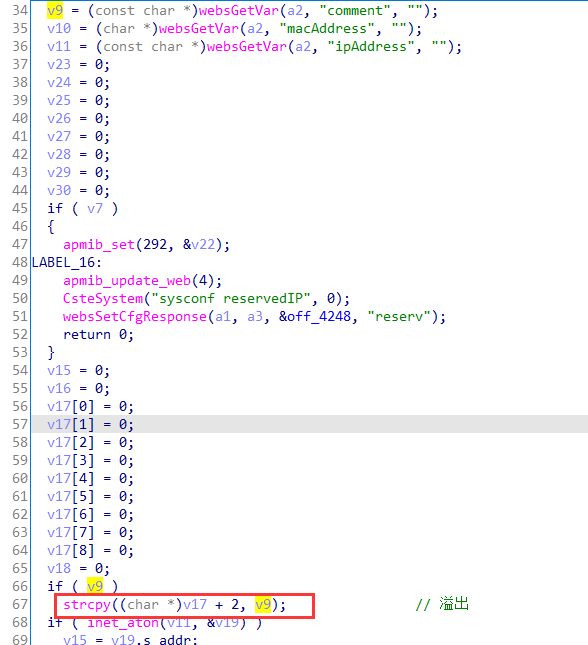 34 v9 = (const char *)websGetVar(a2, "comment", "");
35 v10 = (char *)websGetVar(a2, "macAddress", "");
36 v11 = (const char *)websGetVar(a2, "ipAddress", "");
37 v23 = 0;
38 v24 = 0;
39 v25 = 0;
40 v26 = 0;
41 v27 = 0;
42 v28 = 0;
43 v29 = 0;
44 v30 = 0;
45 if ( v7 )
46 {
47 apmib_set(292, &v22);
48 LABEL_16:
49 apmib_update_web(4);
50 CsteSystem("sysconf reservedIP", 0);
51 websSetCfgResponse(a1, a3, &off_4248, "reserv");
52 return 0;
53 }
54 v15 = 0;
55 v16 = 0;
56 v17[0] = 0;
57 v17[1] = 0;
58 v17[2] = 0;
59 v17[3] = 0;
60 v17[4] = 0;
61 v17[5] = 0;
62 v17[6] = 0;
63 v17[7] = 0;
64 v17[8] = 0;
65 v18 = 0;
66 if ( v9 )
67 strcpy((char *)v17 + 2, v9); // 溢出
68 if ( inet_aton(v11, &v19) )
69 v15 = v19.s_addr;